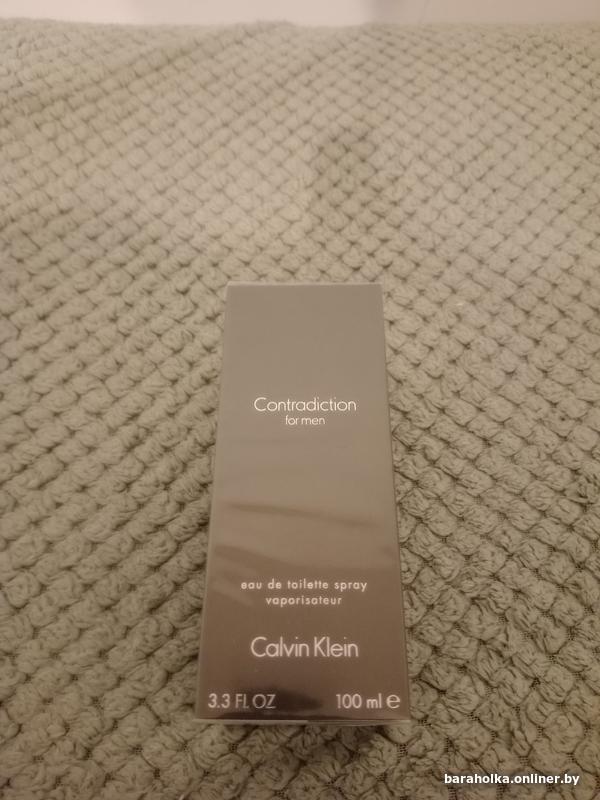 Contradiction
for men
eau de toilette spray
vaporisateur
Calvin Klein
3.3 FL OZ 100 ml e
baraholka.onliner.by